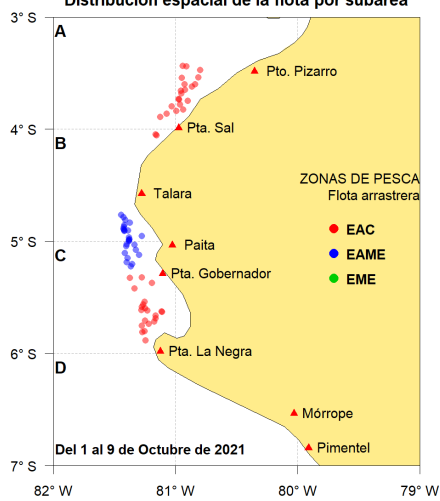 Distribución espacial de la flota por subárea
3° S
A
Pto. Pizarro
4° S
Pta. Sal
B
ZONAS DE PESCA
Flota arrastrera
Talara
EAC
5° S
Paita
C
EAME
Pta. Gobernador
EME
6° S
Pta. La Negra
D
Mórrope
Del 1 al 9 de Octubre de 2021
Pimentel
7° S
82° W
81° W
80° W
79° W